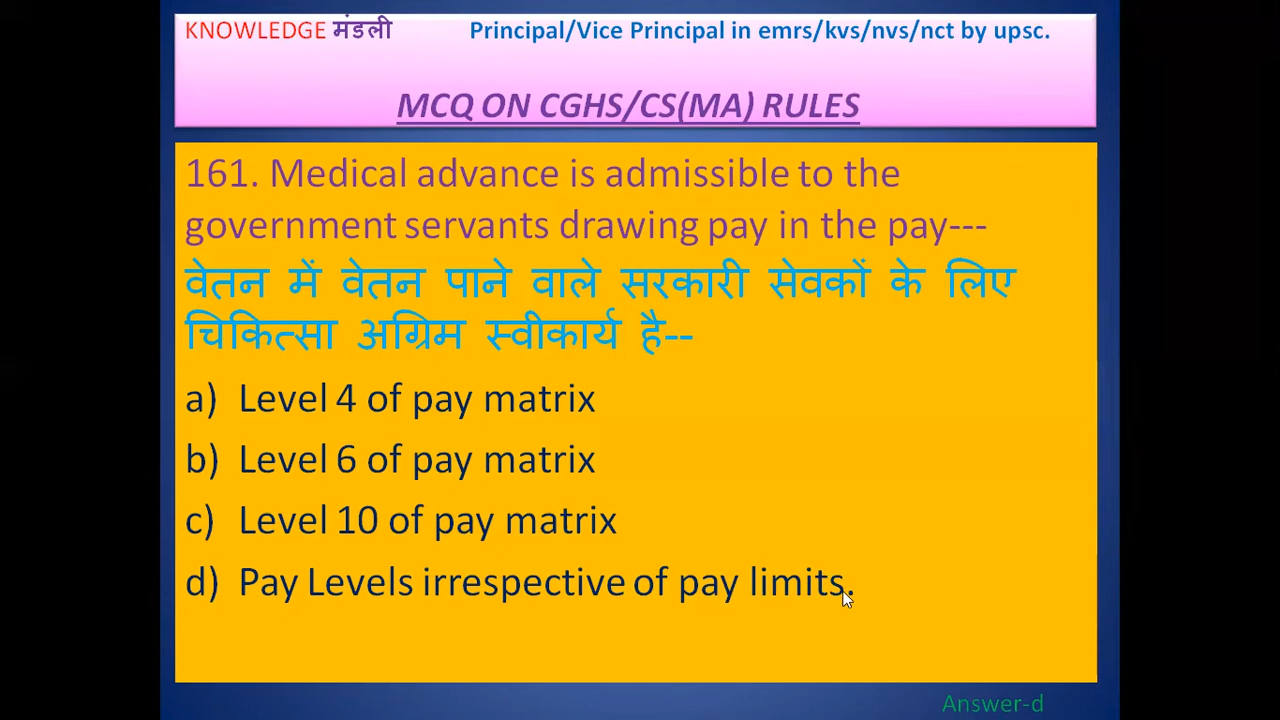 KNOWLEDGE मंडली Principal/Vice Principal in emrs/kvs/nvs/nct by upsc.
MCQ ON CGHS/CS(MA) RULES
161. Medical advance is admissible to the
government servants drawing pay in the pay---
वेतन में वेतन पाने वाले सरकारी सेवकों के लिए
चिकित्सा अग्रिम स्वीकार्य है--
a) Level 4 of pay matrix
b) Level 6 of pay matrix
c) Level 10 of pay matrix
d) Pay Levels irrespective of pay limits.
Answer-d